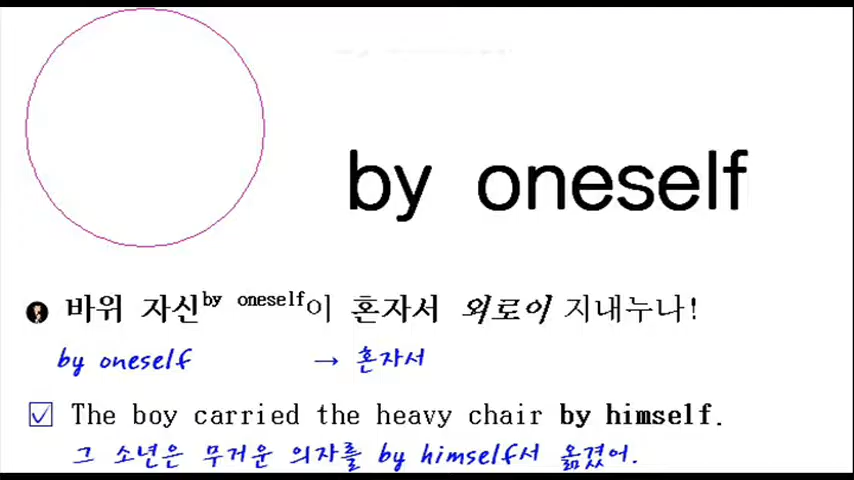 by oneself
바위 자신by oneself이 혼자서 외로이 지내누나!
by oneself → 혼자서
The boy carried the heavy chair by himself.
그 소년은 무거운 의자를 by himself서 옮겼어.